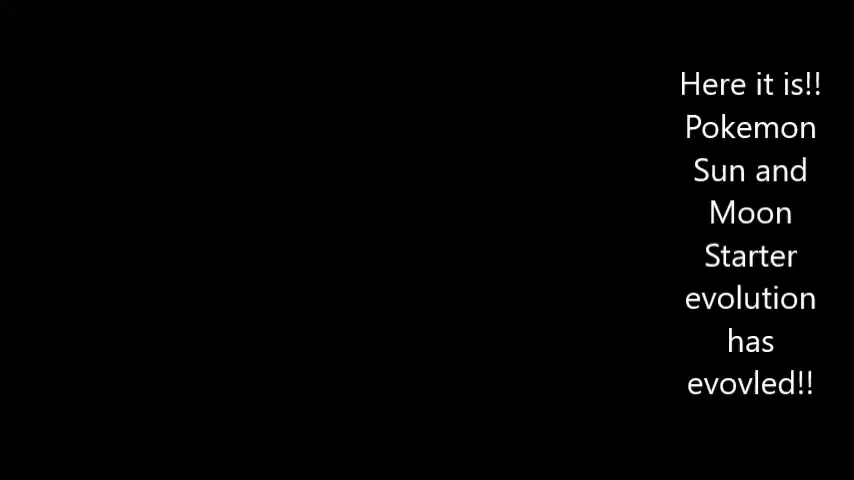 Here it is!!
Pokemon
Sun and
Moon
Starter
evolution
has
evovled!!